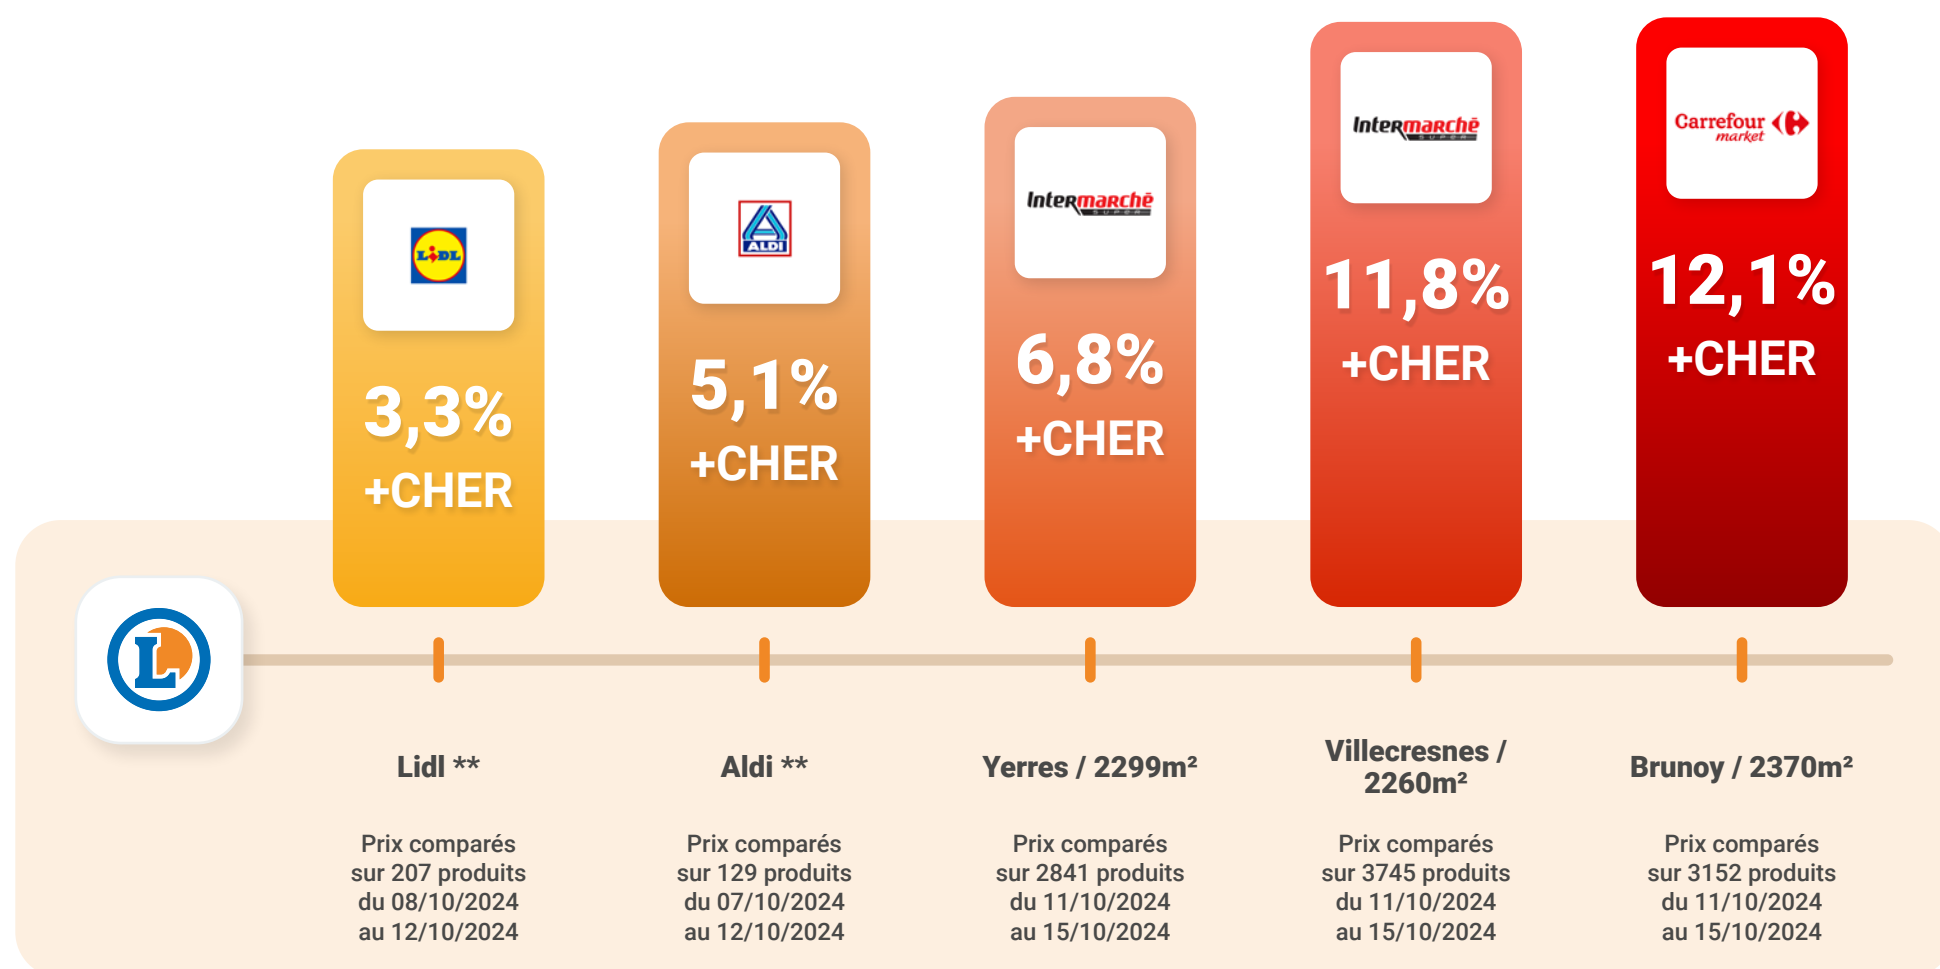 LIDL
3,3%
+CHER
ALDI
5,1%
+CHER
Intermarchē
SUPER
6,8%
+CHER
Intermarchē
SUPER
11,8%
+CHER
Carrefour
market
12,1%
+CHER
L
Lidl **
Prix comparés
sur 207 produits
du 08/10/2024
au 12/10/2024
Aldi **
Prix comparés
sur 129 produits
du 07/10/2024
au 12/10/2024
Yerres / 2299m²
Prix comparés
sur 2841 produits
du 11/10/2024
au 15/10/2024
Villecresnes /
2260m²
Prix comparés
sur 3745 produits
du 11/10/2024
au 15/10/2024
Brunoy / 2370m²
Prix comparés
sur 3152 produits
du 11/10/2024
au 15/10/2024